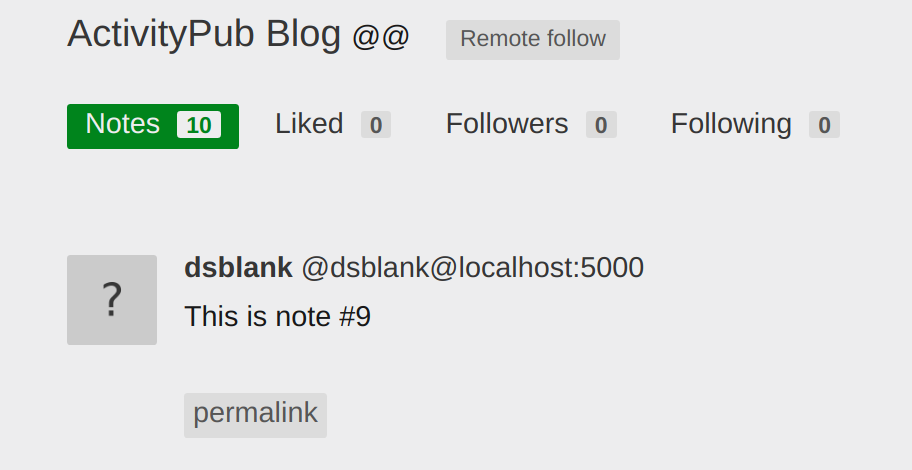 ActivityPub Blog @@ Remote follow
Notes 10 Liked 0 Followers 0 Following 0
? dsblank @dsblank@localhost:5000
This is note #9
permalink